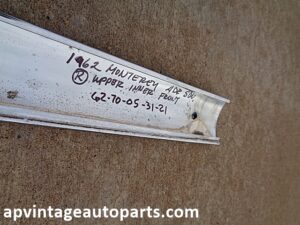 1962 MONTEREY 4DR SDN
(R) UPPER INNER FRONT
62-70-05-31-21
apvintageautoparts.com